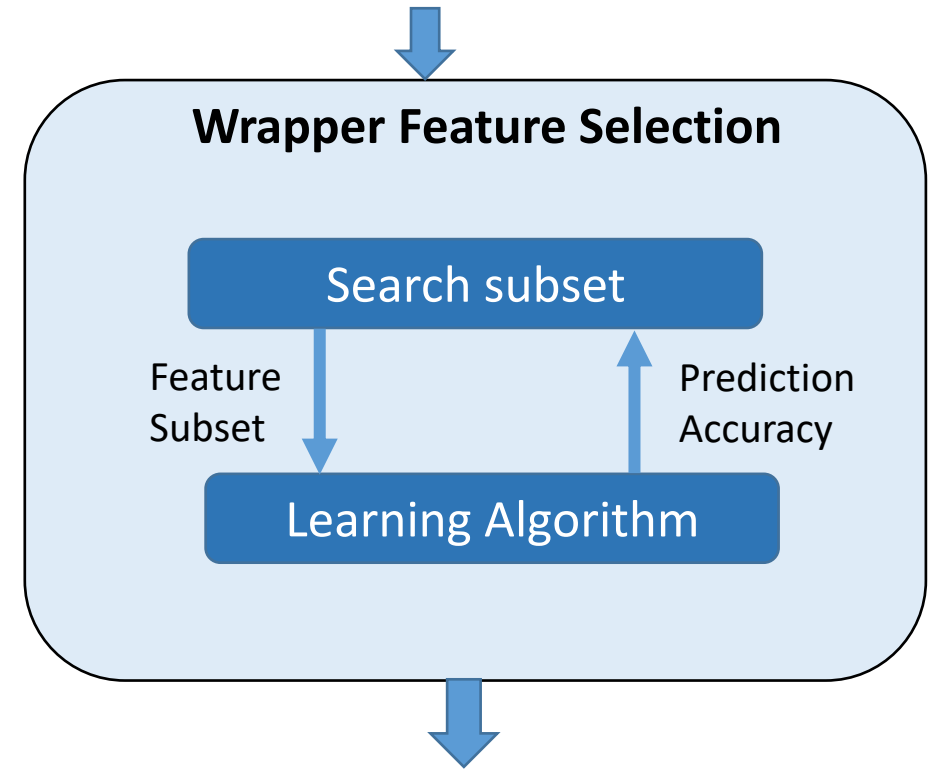 Wrapper Feature Selection
Search subset
Feature
Subset
Prediction
Accuracy
Learning Algorithm